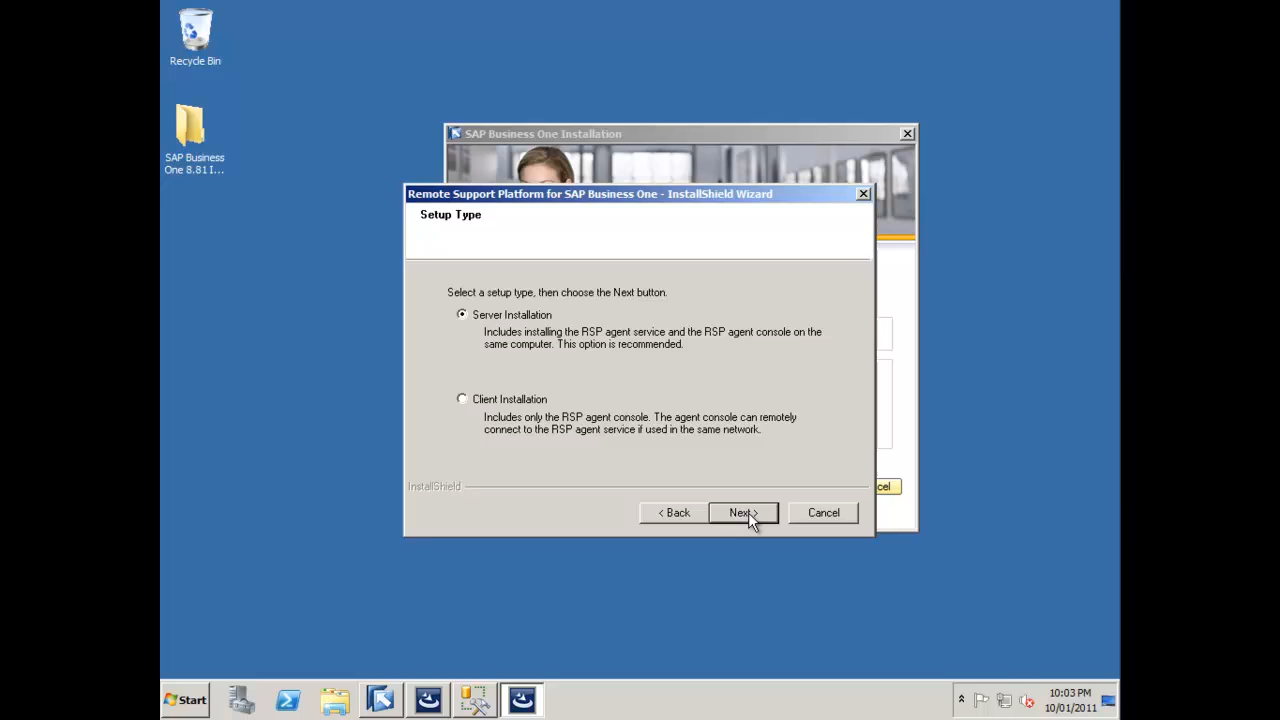 Recycle Bin
SAP Business
One 8.81 I...
SAP Business One Installation
Remote Support Platform for SAP Business One - InstallShield Wizard
Setup Type
Select a setup type, then choose the Next button.
Server Installation
Includes installing the RSP agent service and the RSP agent console on the
same computer. This option is recommended.
Client Installation
Includes only the RSP agent console. The agent console can remotely
connect to the RSP agent service if used in the same network.
InstallShield
< Back
Next >
Cancel
cel
Start
10:03 PM
10/01/2011